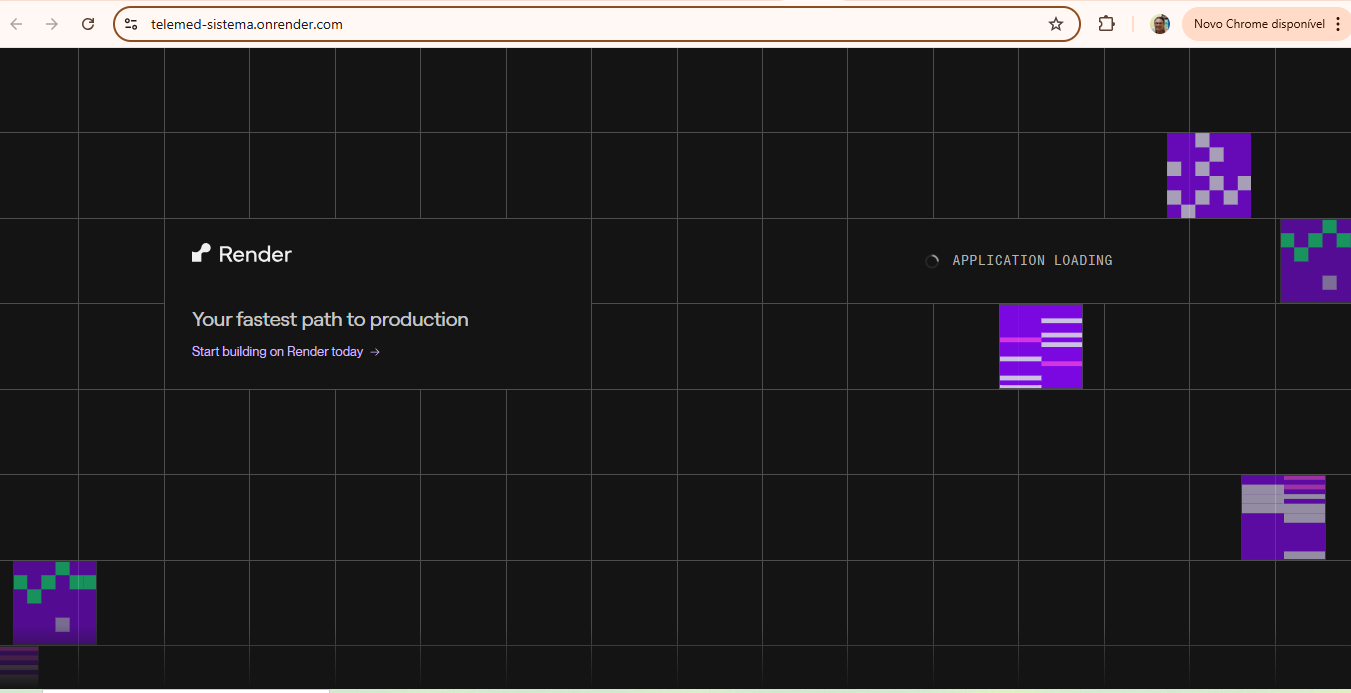 telemed-sistema.onrender.com
Novo Chrome disponível
Render
APPLICATION LOADING
Your fastest path to production
Start building on Render today →